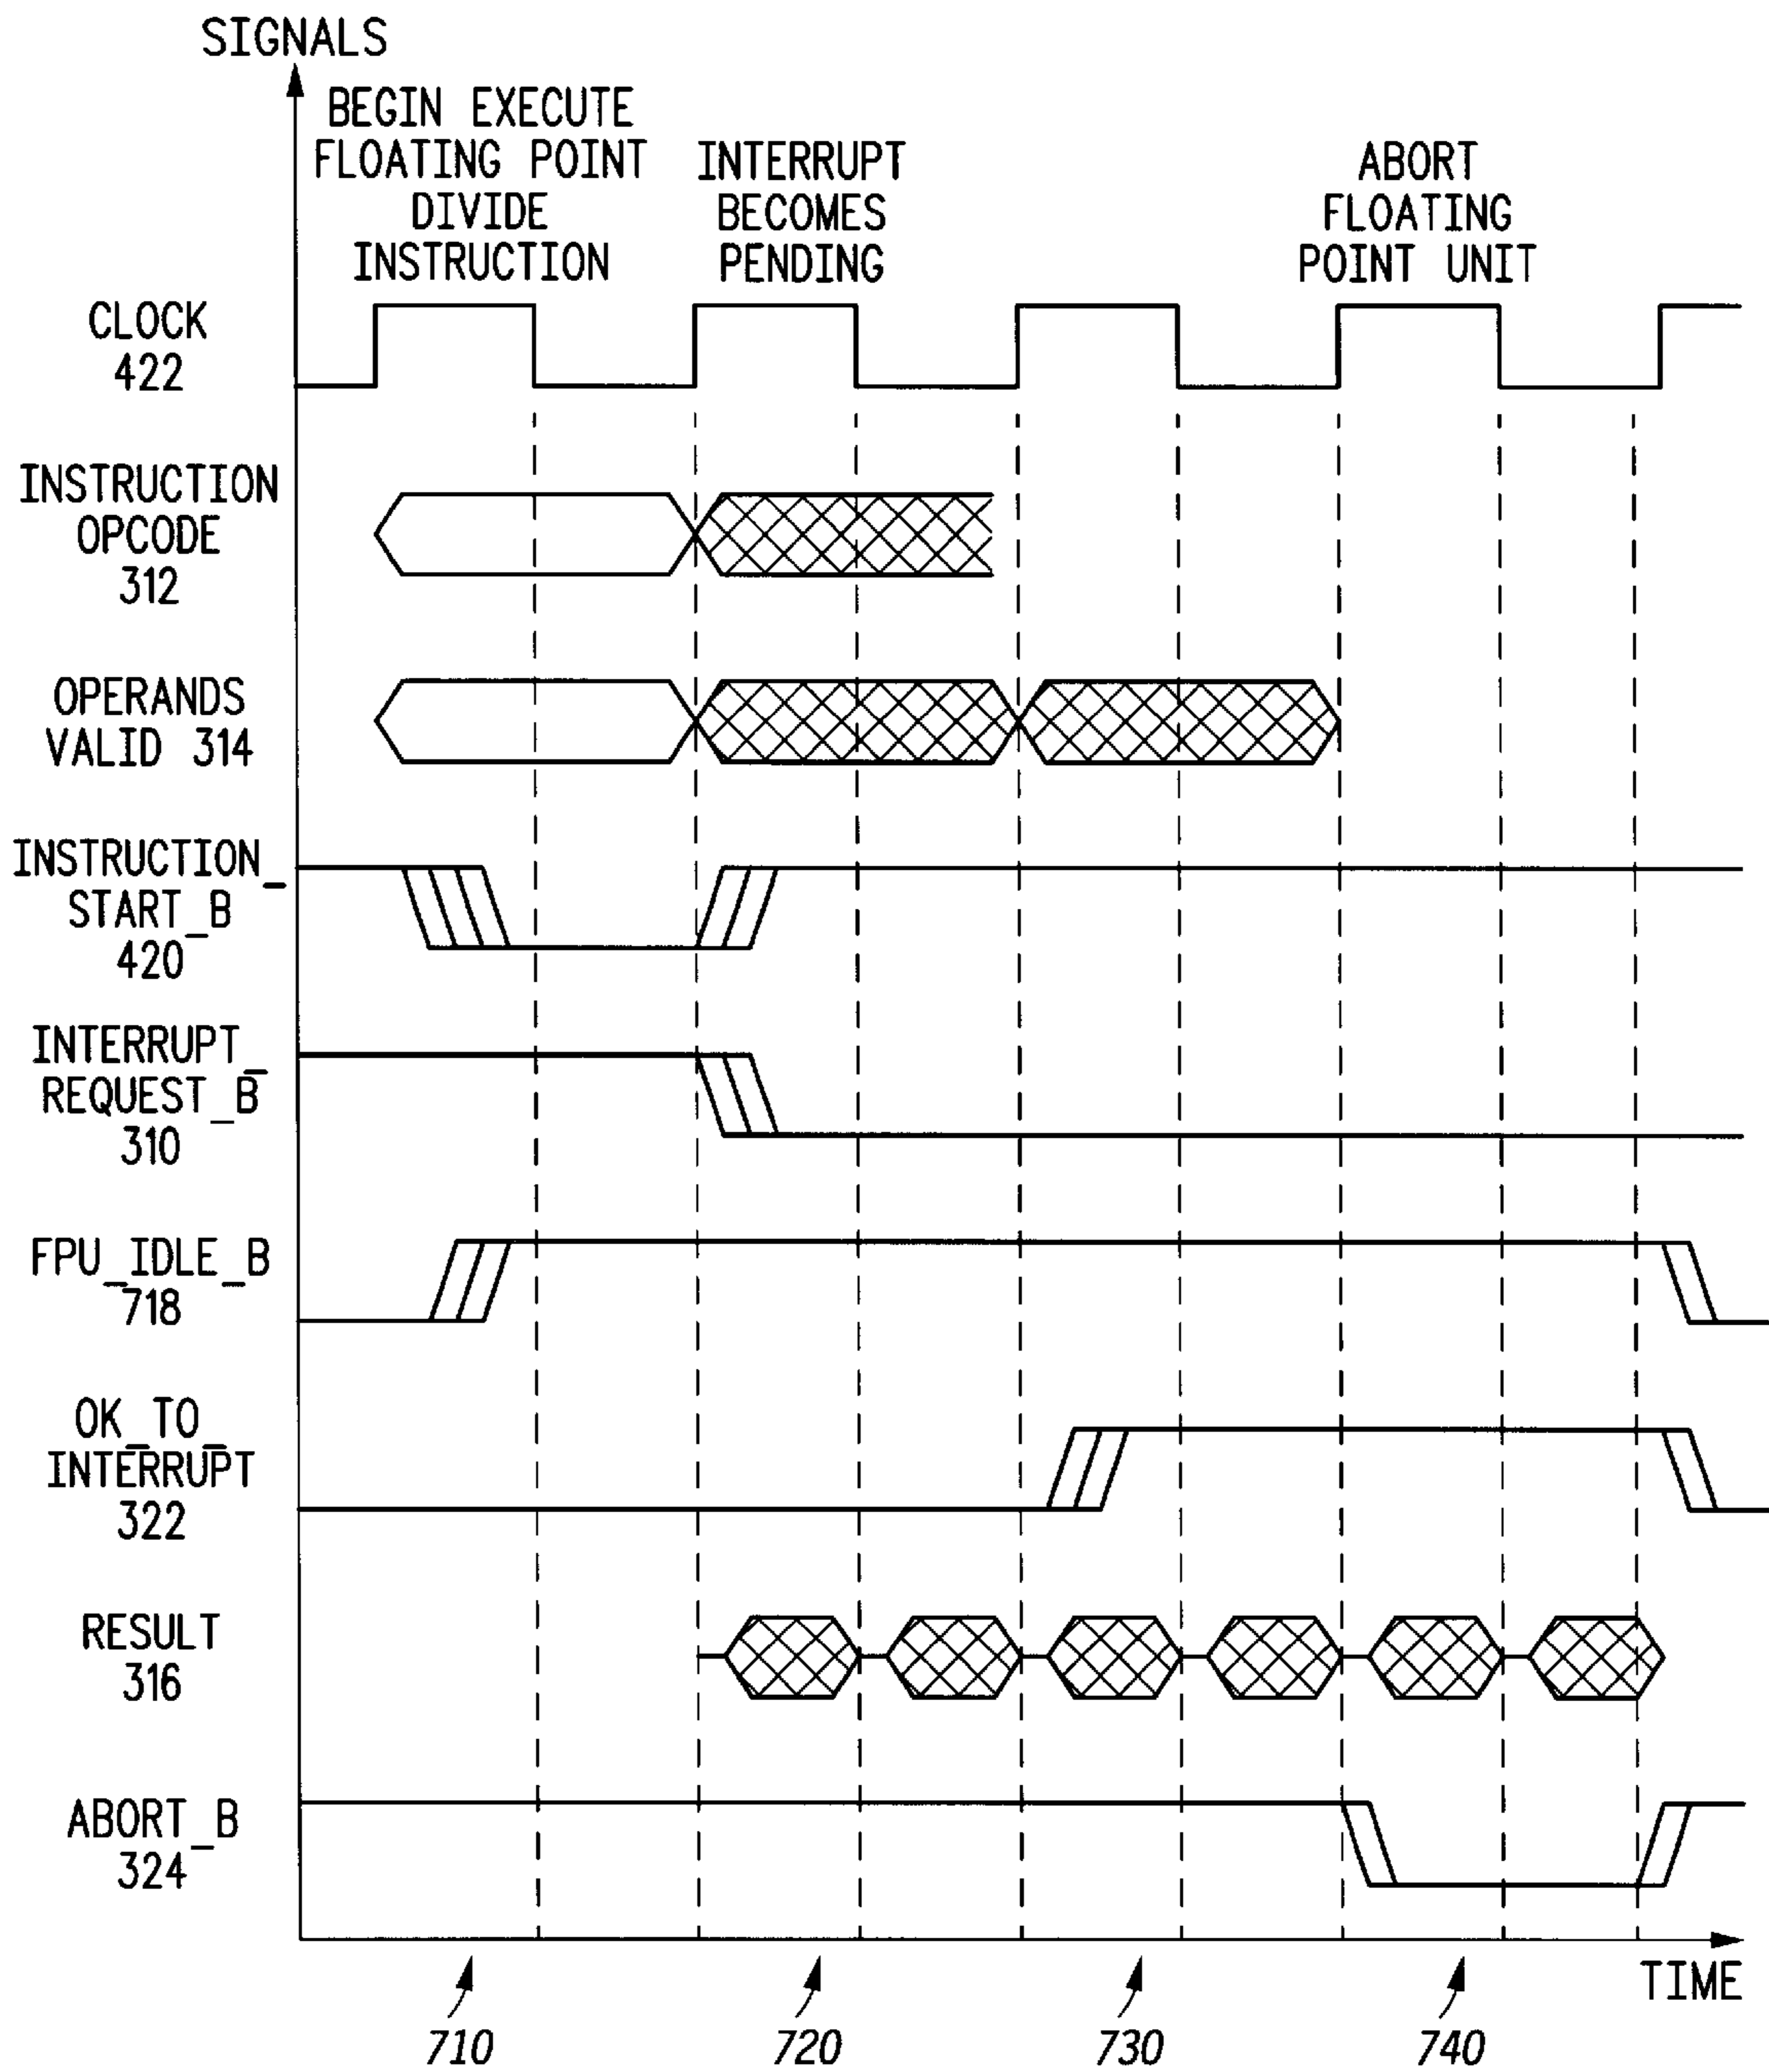 SIGNALS
BEGIN EXECUTE
FLOATING POINT
DIVIDE
INSTRUCTION
INTERRUPT
BECOMES
PENDING
ABORT
FLOATING
POINT UNIT
CLOCK
422
INSTRUCTION
OPCODE
312
OPERANDS
VALID 314
INSTRUCTION_
START_B
420
INTERRUPT_
REQUEST_B
310
FPU_IDLE_B
718
OK_TO_
INTERRUPT
322
RESULT
316
ABORT_B
324
TIME
710
720
730
740